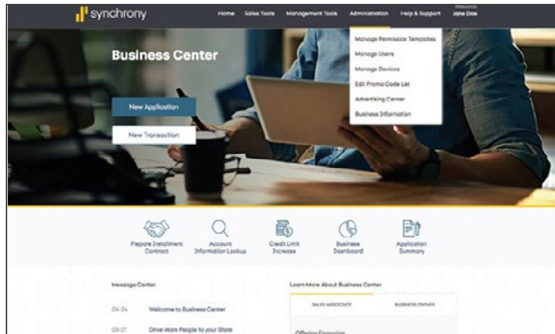 synchrony
Home Sales Tools Management Tools Administration Help & Support Jane Doe
Manage Permission Templates
Manage Users
Manage Devices
Edit Promo Code List
Advertising Center
Business Information
Business Center
New Application
New Transaction
Prepare Installment Contract
Account Information Lookup
Credit Limit Increase
Business Dashboard
Application Summary
Message Center
Learn More About Business Center
SALES ASSOCIATE BUSINESS OWNER
Welcome to Business Center
Drive More People to your Store
Offering Financing